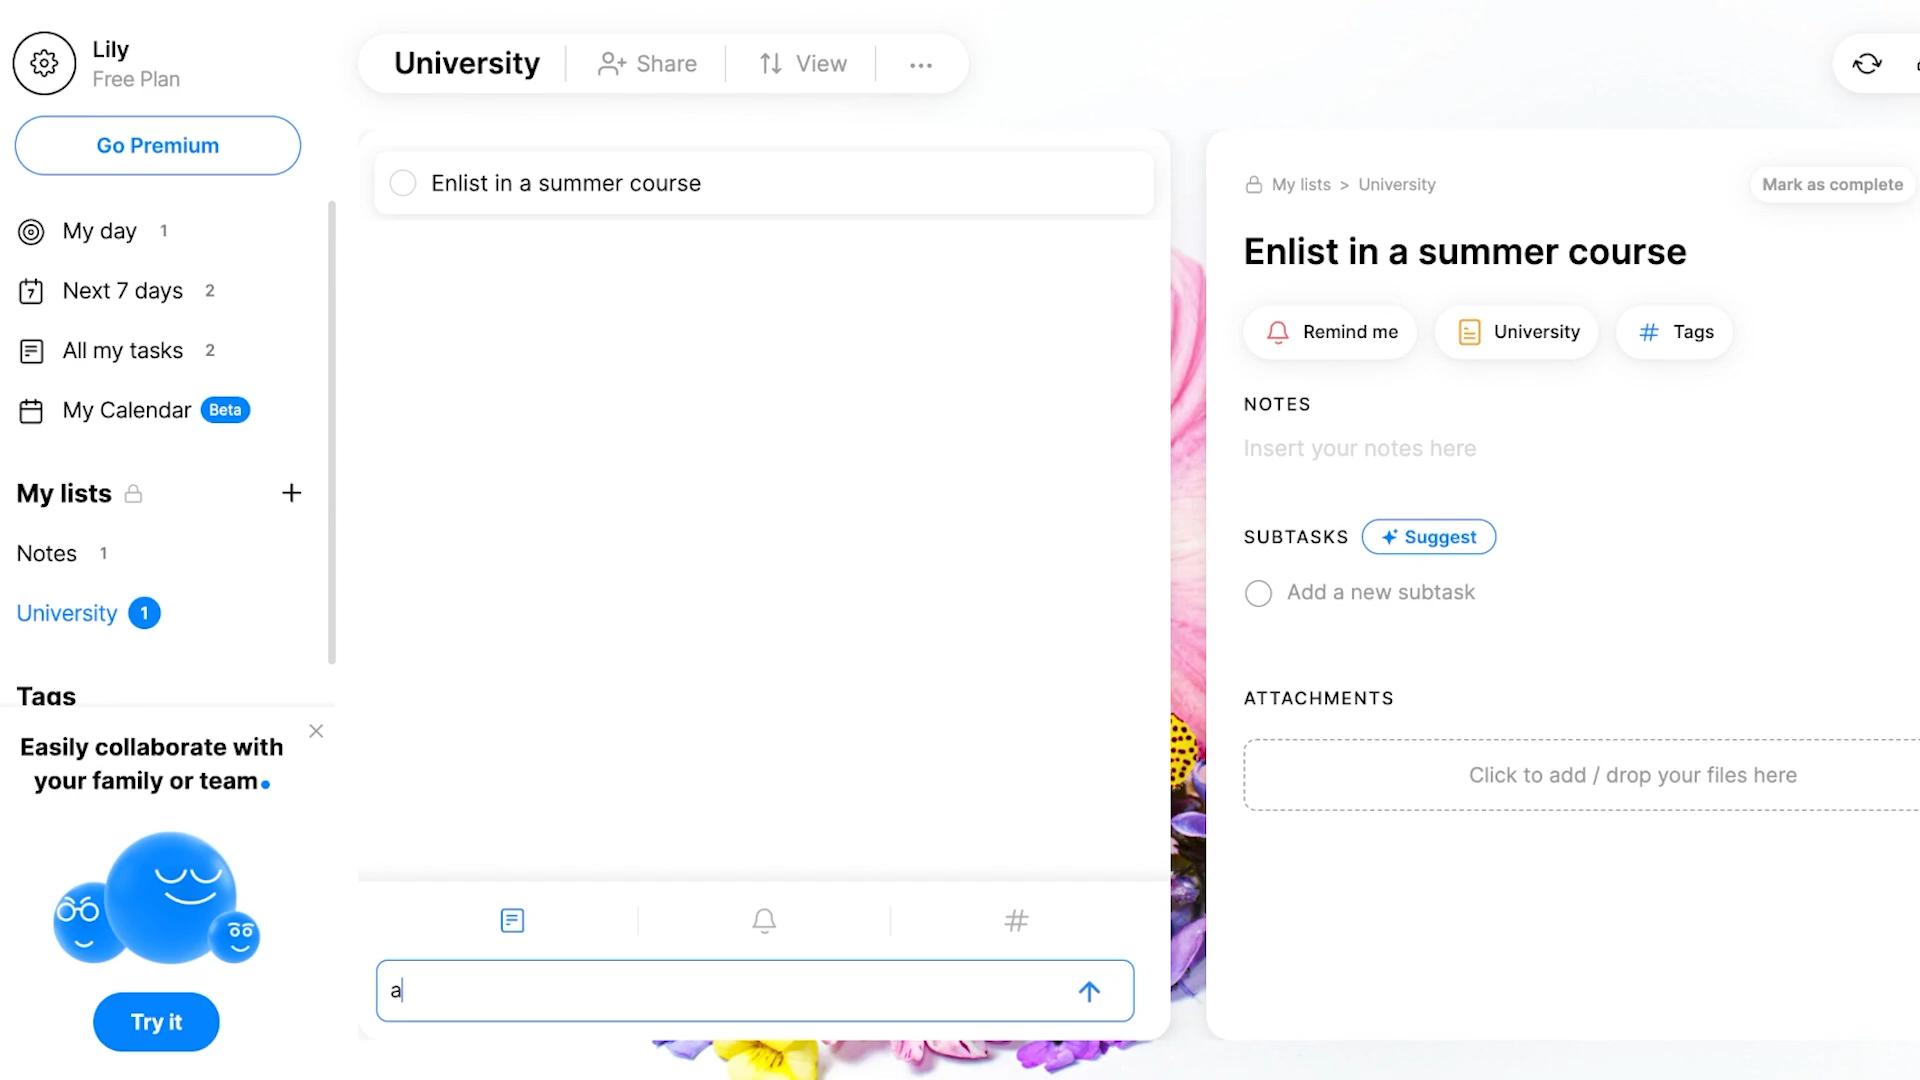 Lily
Free Plan
Go Premium
My day 1
7 Next 7 days 2
All my tasks 2
My Calendar Beta
My lists
Notes 1
University 1
Tags
Easily collaborate with
your family or team
Try it
University Share View ...
Enlist in a summer course
a
My lists > University Mark as complete
Enlist in a summer course
Remind me University # Tags
NOTES
Insert your notes here
SUBTASKS Suggest
Add a new subtask
ATTACHMENTS
Click to add / drop your files here